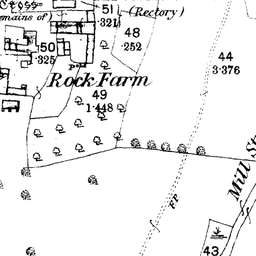 Cross
emains of)
51
.321
(Rectory)
50
.325
48
.252
44
3.376
P
Rock Farm
49
1.448
Mill St
F.P.
43